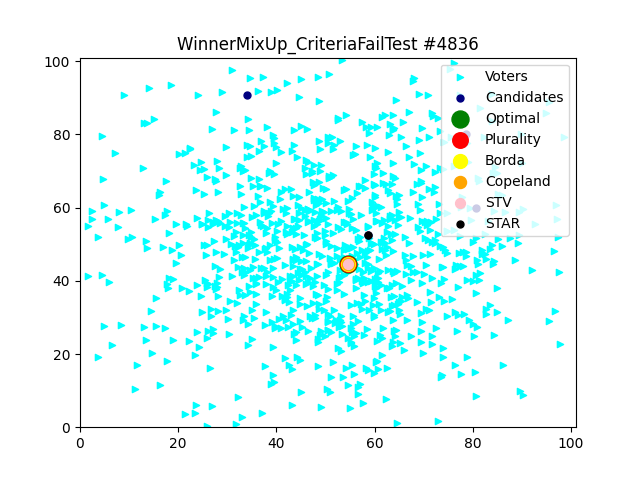 WinnerMixUp_CriteriaFailTest #4836
100
80
60
40
20
0
0 20 40 60 80 100
Voters
Candidates
Optimal
Plurality
Borda
Copeland
STV
STAR